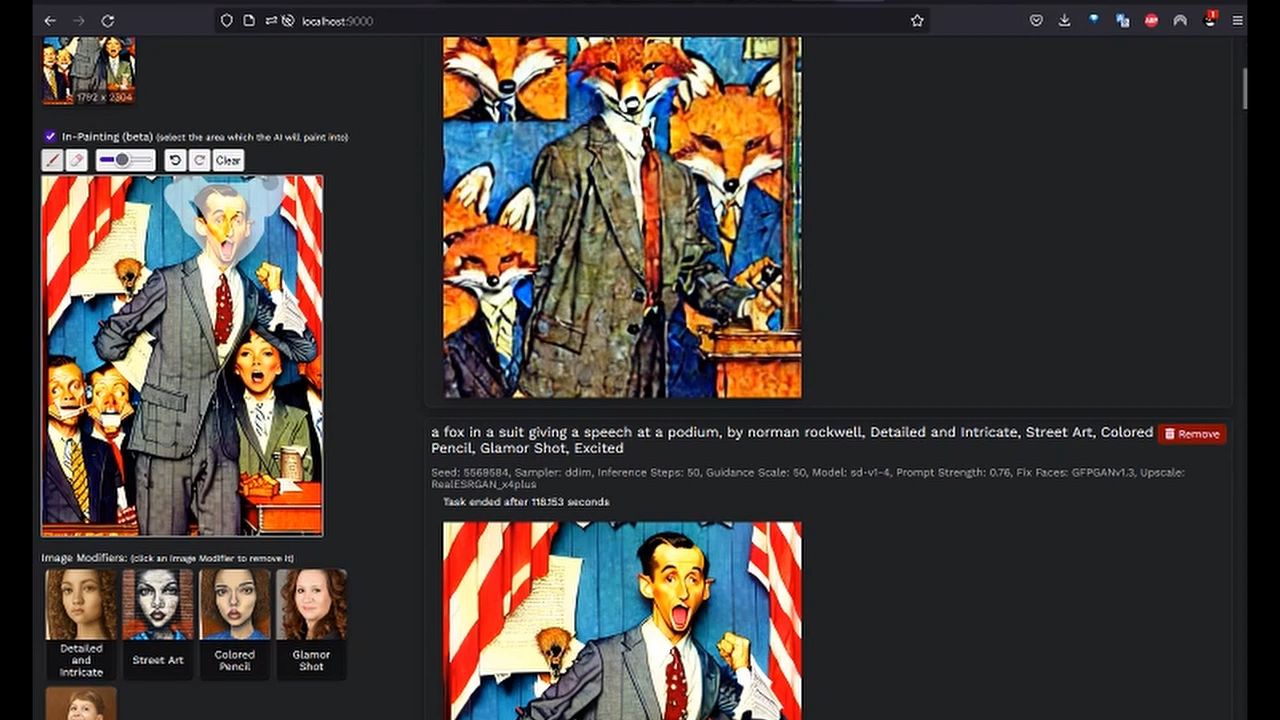 localhost:9000
1792 x 2304
In-Painting (beta) (select the area which the AI will paint into)
Clear
a fox in a suit giving a speech at a podium, by norman rockwell, Detailed and Intricate, Street Art, Colored
Pencil, Glamor Shot, Excited
Remove
Seed: 5569584, Sampler: ddim, Inference Steps: 50, Guidance Scale: 50, Model: sd-v1-4, Prompt Strength: 0.76, Fix Faces: GFPGANv1.3, Upscale:
RealESRGAN_x4plus
Task ended after 118.153 seconds
Image Modifiers: (click an Image Modifier to remove it)
Detailed
and
Intricate
Street Art
Colored
Pencil
Glamor
Shot